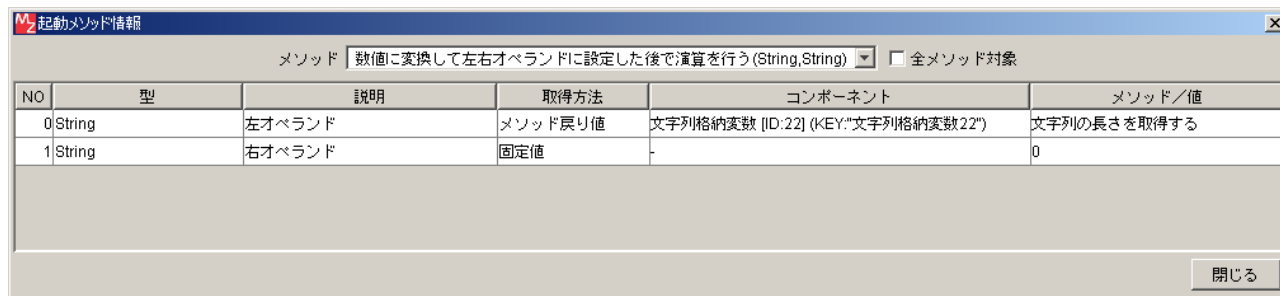 MZ 起動メソッド情報
メソッド 数値に変換して左右オペランドに設定した後で演算を行う(String,String) 全メソッド対象
NO 型 説明 取得方法 コンポーネント メソッド／値
0 String 左オペランド メソッド戻り値 文字列格納変数 [ID:22] (KEY:"文字列格納変数22") 文字列の長さを取得する
1 String 右オペランド 固定値 - 0
閉じる